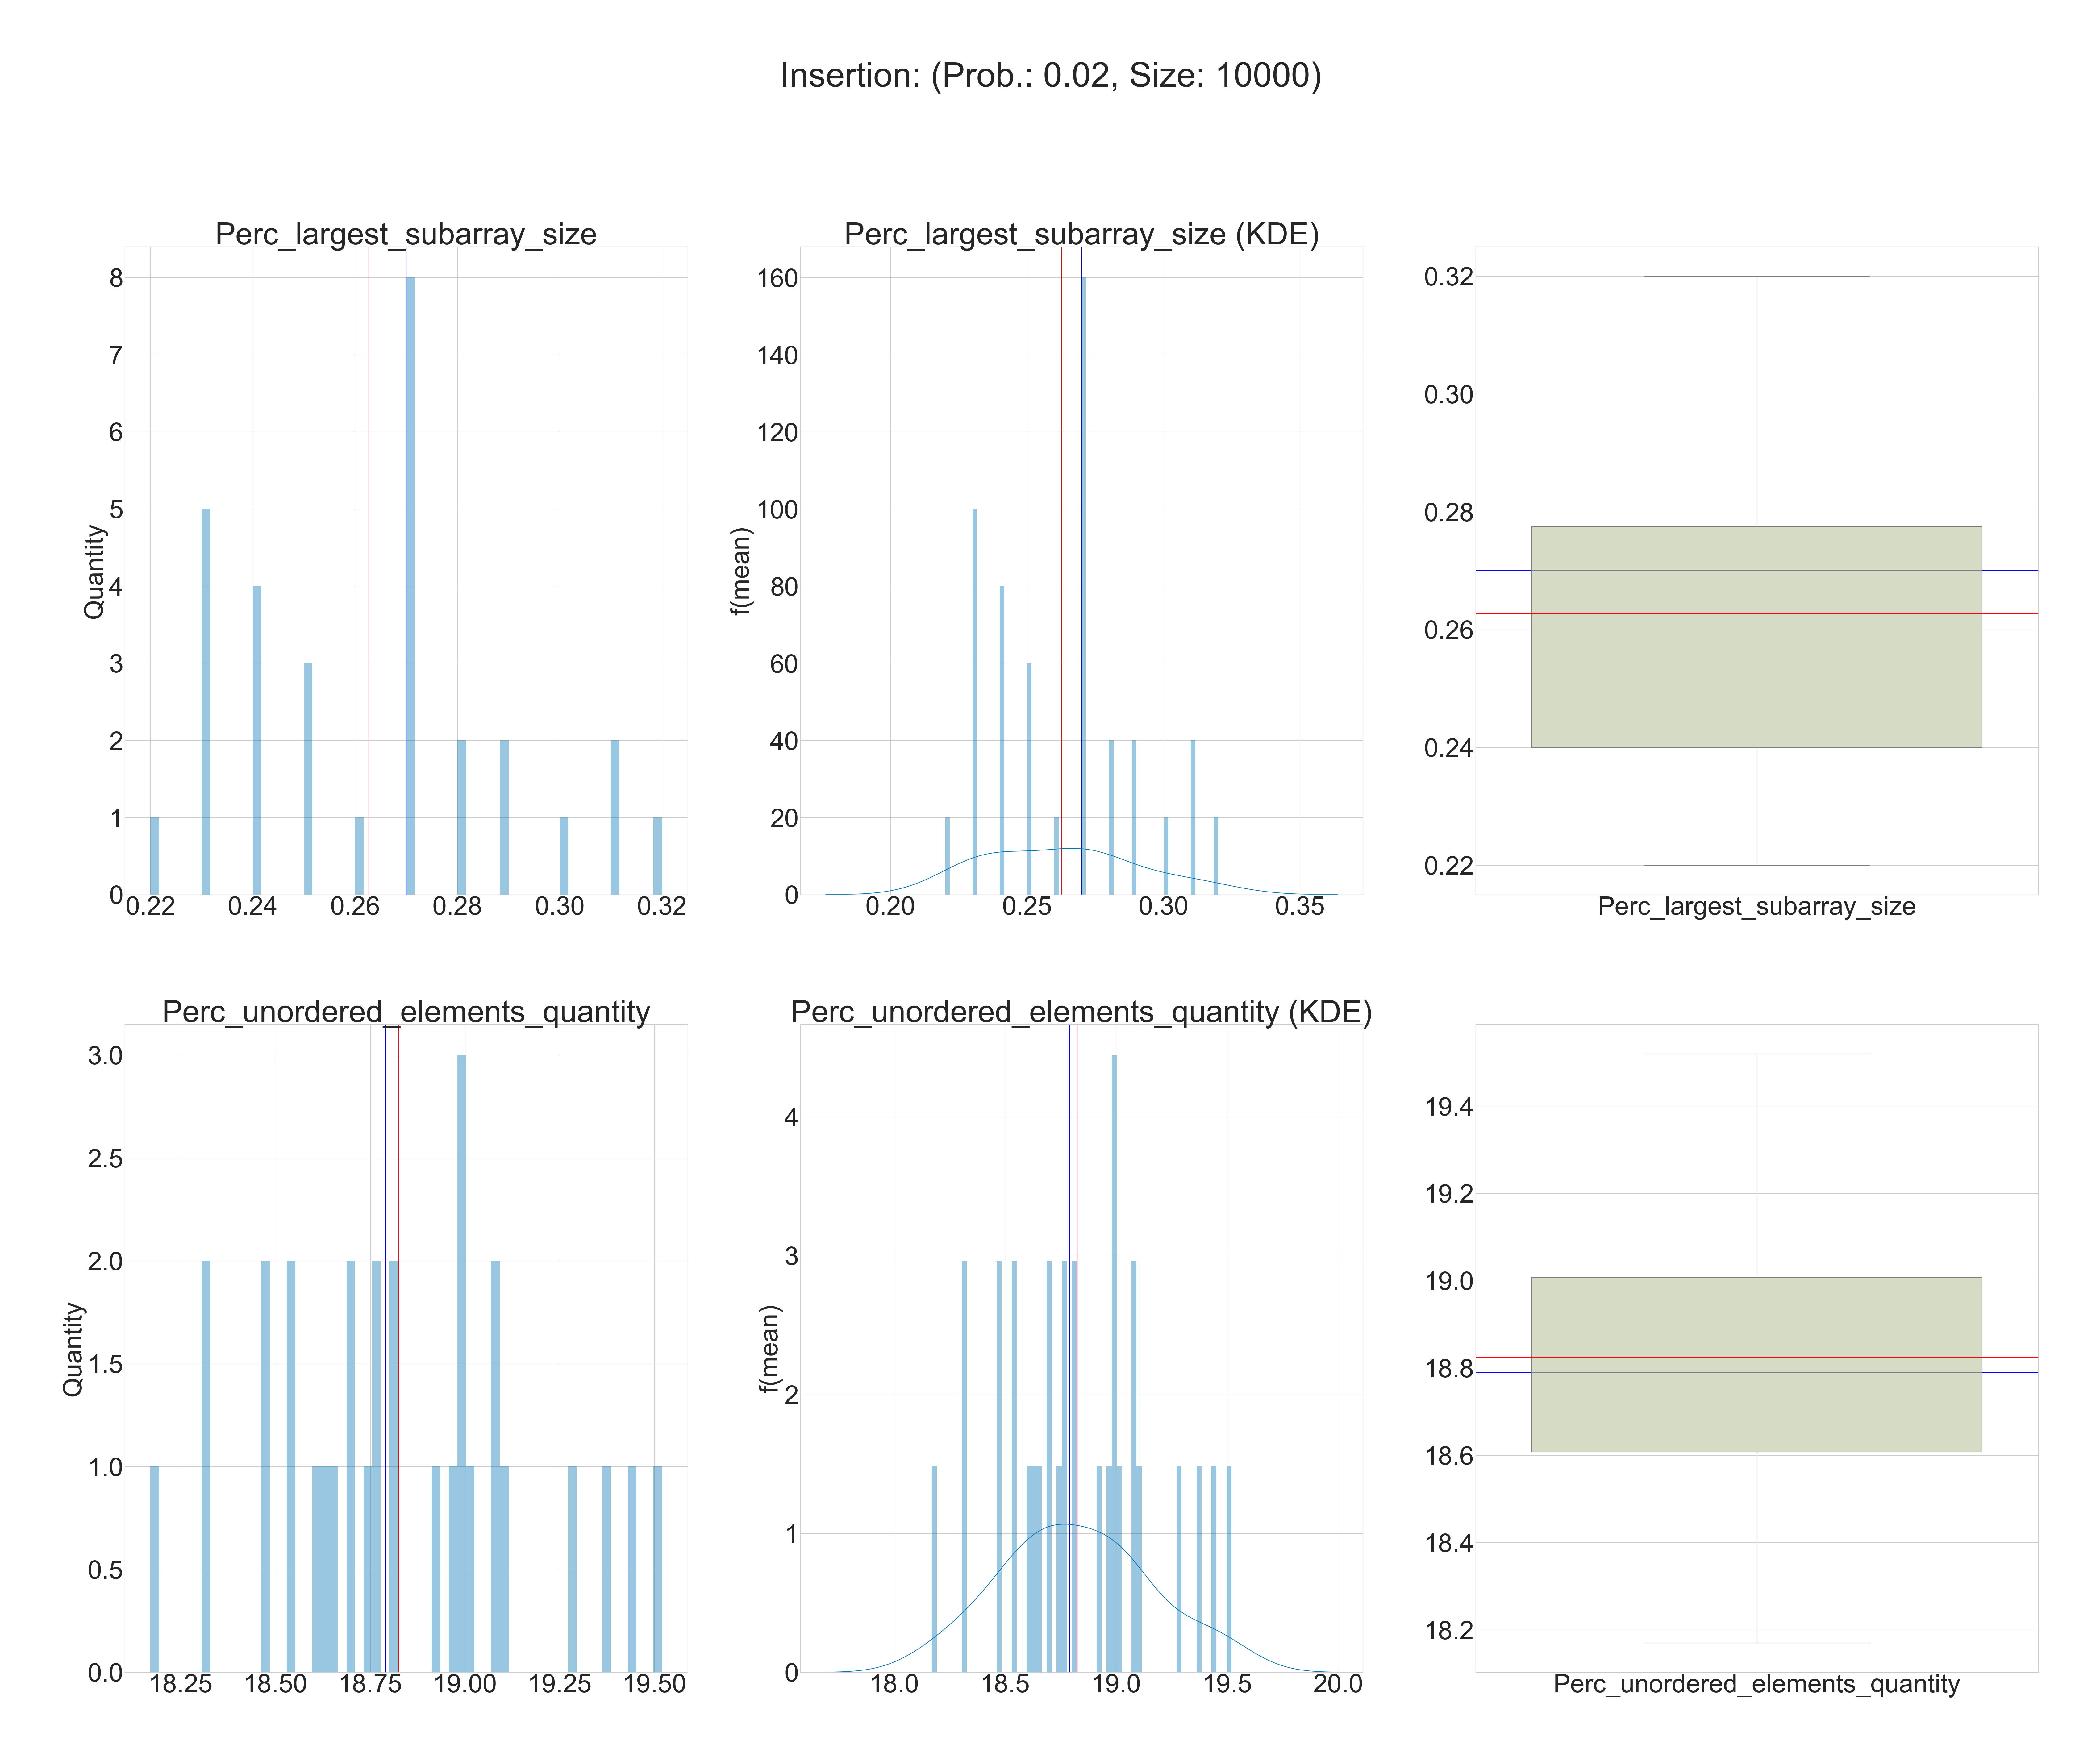 Insertion: (Prob.: 0.02, Size: 10000)
Perc_largest_subarray_size
Quantity
8
7
6
5
4
3
2
1
0
0.22 0.24 0.26 0.28 0.30 0.32
Perc_largest_subarray_size (KDE)
f(mean)
160
140
120
100
80
60
40
20
0
0.20 0.25 0.30 0.35
0.32
0.30
0.28
0.26
0.24
0.22
Perc_largest_subarray_size
Perc_unordered_elements_quantity
Quantity
3.0
2.5
2.0
1.5
1.0
0.5
0.0
18.25 18.50 18.75 19.00 19.25 19.50
Perc_unordered_elements_quantity (KDE)
f(mean)
4
3
2
1
0
18.0 18.5 19.0 19.5 20.0
19.4
19.2
19.0
18.8
18.6
18.4
18.2
Perc_unordered_elements_quantity